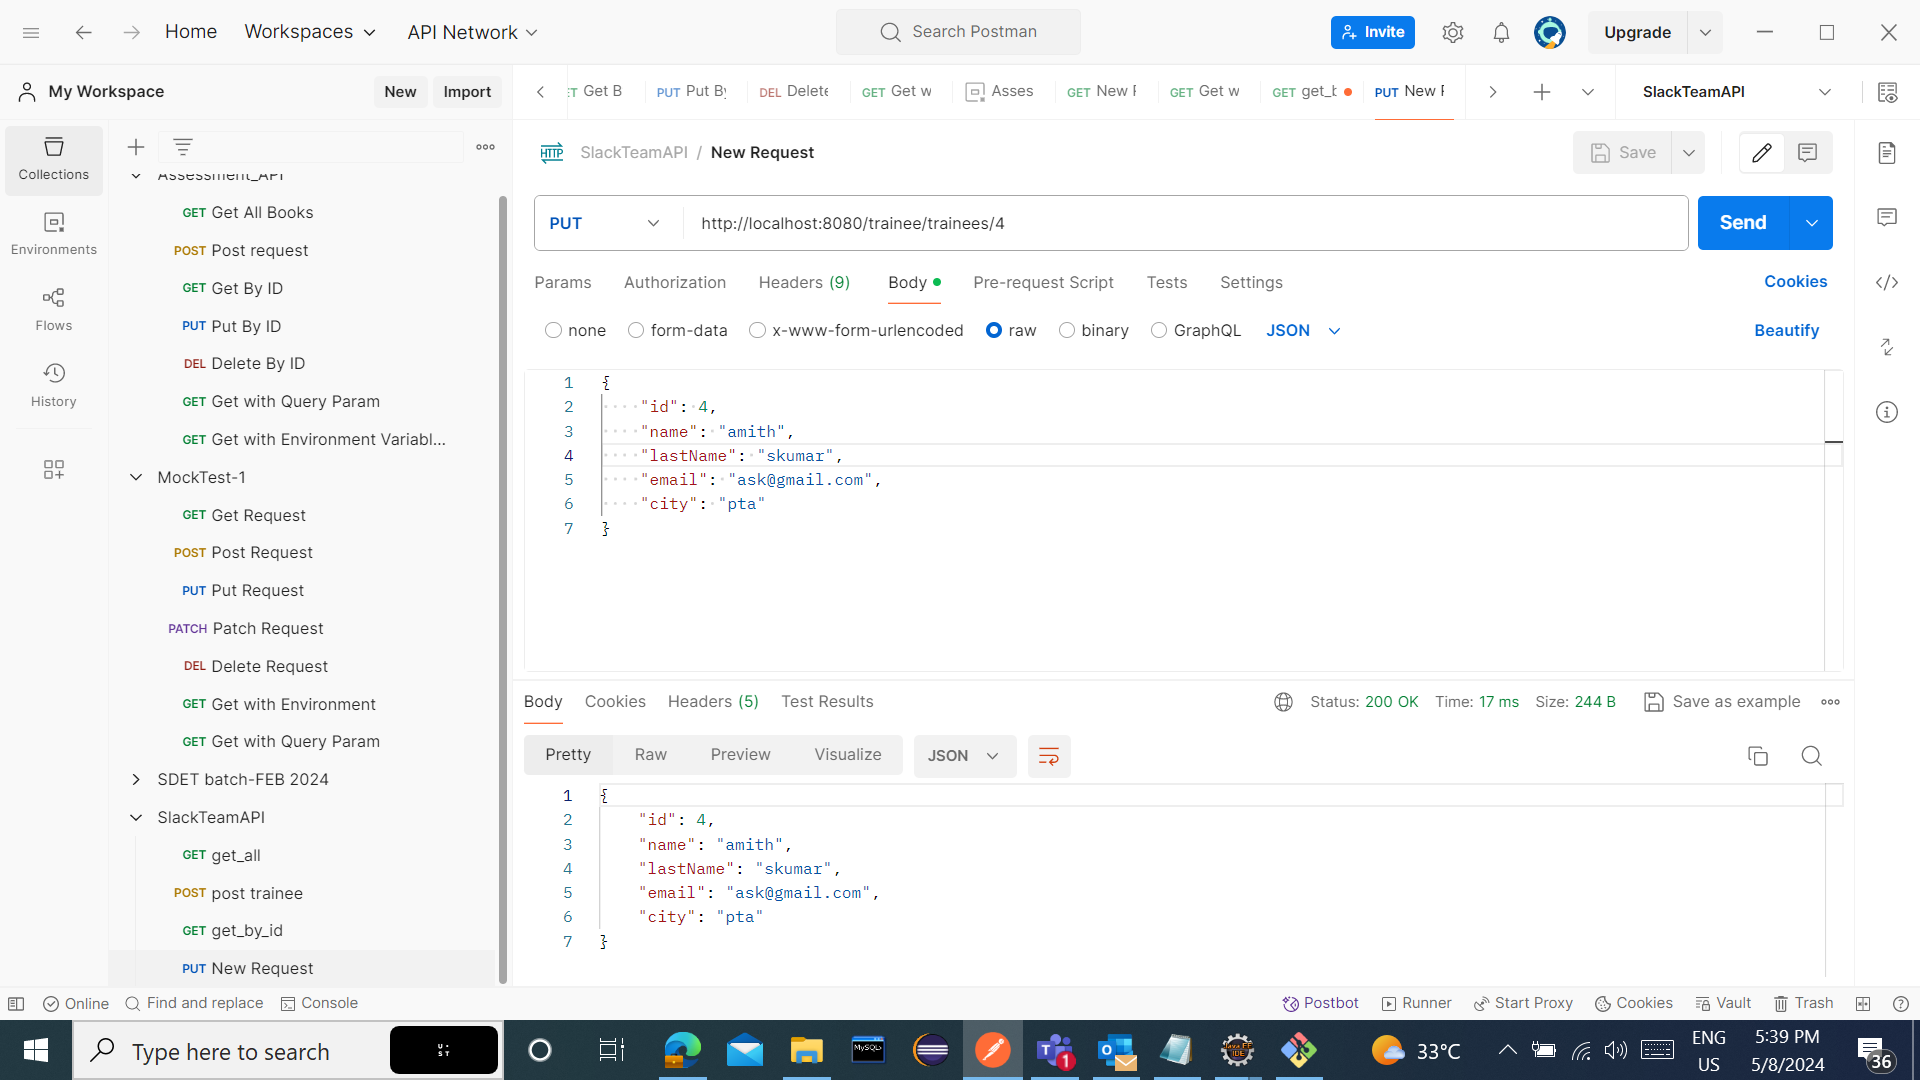 Home
Workspaces
API Network
Search Postman
Invite
Upgrade
My Workspace
New
Import
Get B
PUT Put By
DEL Delete
GET Get w
Asses
GET New F
GET Get w
GET get_b
PUT New F
SlackTeamAPI
Collections
Environments
Flows
History
Assessment_API
GET Get All Books
POST Post request
GET Get By ID
PUT Put By ID
DEL Delete By ID
GET Get with Query Param
GET Get with Environment Variabl...
MockTest-1
GET Get Request
POST Post Request
PUT Put Request
PATCH Patch Request
DEL Delete Request
GET Get with Environment
GET Get with Query Param
SDET batch-FEB 2024
SlackTeamAPI
GET get_all
POST post trainee
GET get_by_id
PUT New Request
HTTP SlackTeamAPI / New Request
Save
PUT
http://localhost:8080/trainee/trainees/4
Send
Params Authorization Headers (9) Body Pre-request Script Tests Settings
Cookies
none form-data x-www-form-urlencoded raw binary GraphQL JSON
Beautify
1 {
2 "id": 4,
3 "name": "amith",
4 "lastName": "skumar",
5 "email": "ask@gmail.com",
6 "city": "pta"
7 }
Body Cookies Headers (5) Test Results
Status: 200 OK Time: 17 ms Size: 244 B
Save as example
Pretty Raw Preview Visualize
JSON
1 {
2 "id": 4,
3 "name": "amith",
4 "lastName": "skumar",
5 "email": "ask@gmail.com",
6 "city": "pta"
7 }
Online
Find and replace
Console
Postbot
Runner
Start Proxy
Cookies
Vault
Trash
Type here to search
U·
ST
MySQL
Java EE
IDE
1
33°C
ENG
US
5:39 PM
5/8/2024
36